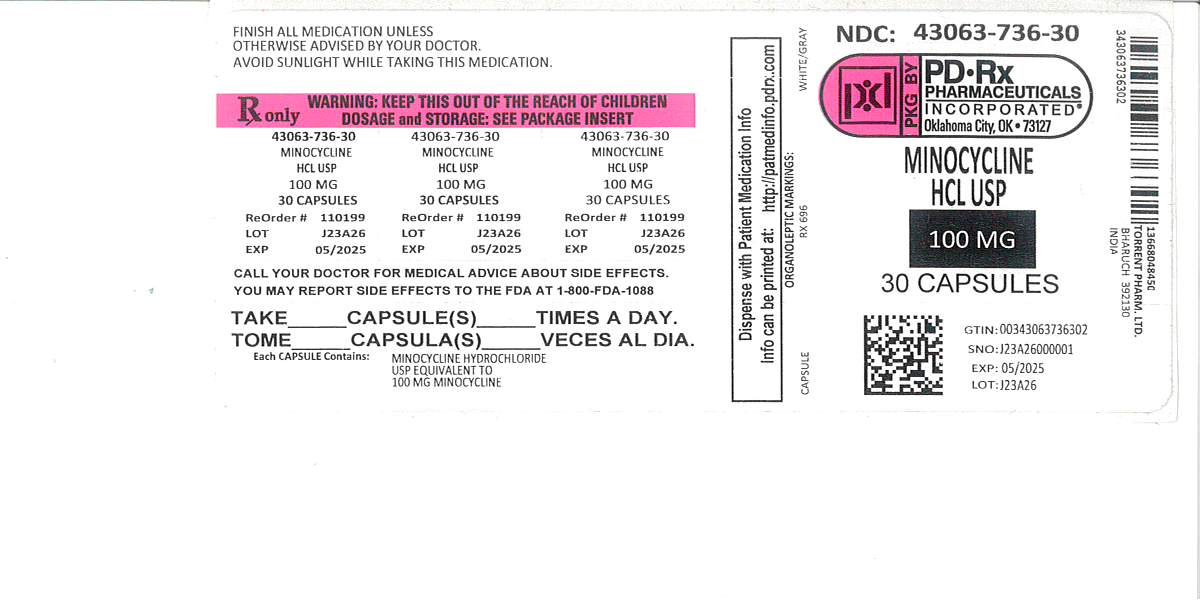 FINISH ALL MEDICATION UNLESS
OTHERWISE ADVISED BY YOUR DOCTOR.
AVOID SUNLIGHT WHILE TAKING THIS MEDICATION.
Rx only
WARNING: KEEP THIS OUT OF THE REACH OF CHILDREN
DOSAGE and STORAGE: SEE PACKAGE INSERT
43063-736-30 43063-736-30 43063-736-30
MINOCYCLINE MINOCYCLINE MINOCYCLINE
HCL USP HCL USP HCL USP
100 MG 100 MG 100 MG
30 CAPSULES 30 CAPSULES 30 CAPSULES
ReOrder # 110199 ReOrder # 110199 ReOrder # 110199
LOT J23A26 LOT J23A26 LOT J23A26
EXP 05/2025 EXP 05/2025 EXP 05/2025
CALL YOUR DOCTOR FOR MEDICAL ADVICE ABOUT SIDE EFFECTS.
YOU MAY REPORT SIDE EFFECTS TO THE FDA AT 1-800-FDA-1088
TAKE______CAPSULE(S)______TIMES A DAY.
TOME______CAPSULA(S)______VECES AL DIA.
Each CAPSULE Contains: MINOCYCLINE HYDROCHLORIDE
USP EQUIVALENT TO
100 MG MINOCYCLINE
Dispense with Patient Medication Info
Info can be printed at: http://patmedinfo.pdrx.com
ORGANOLEPTIC MARKINGS:
CAPSULE RX 696 WHITE/GRAY
NDC: 43063-736-30
PKG BY
PD·Rx
PHARMACEUTICALS
INCORPORATED®
Oklahoma City, OK • 73127
MINOCYCLINE
HCL USP
100 MG
30 CAPSULES
GTIN: 00343063736302
SNO: J23A26000001
EXP: 05/2025
LOT: J23A26
343063736302
13668048450
TORRENT PHARM. LTD.
BHARUCH 392130
INDIA